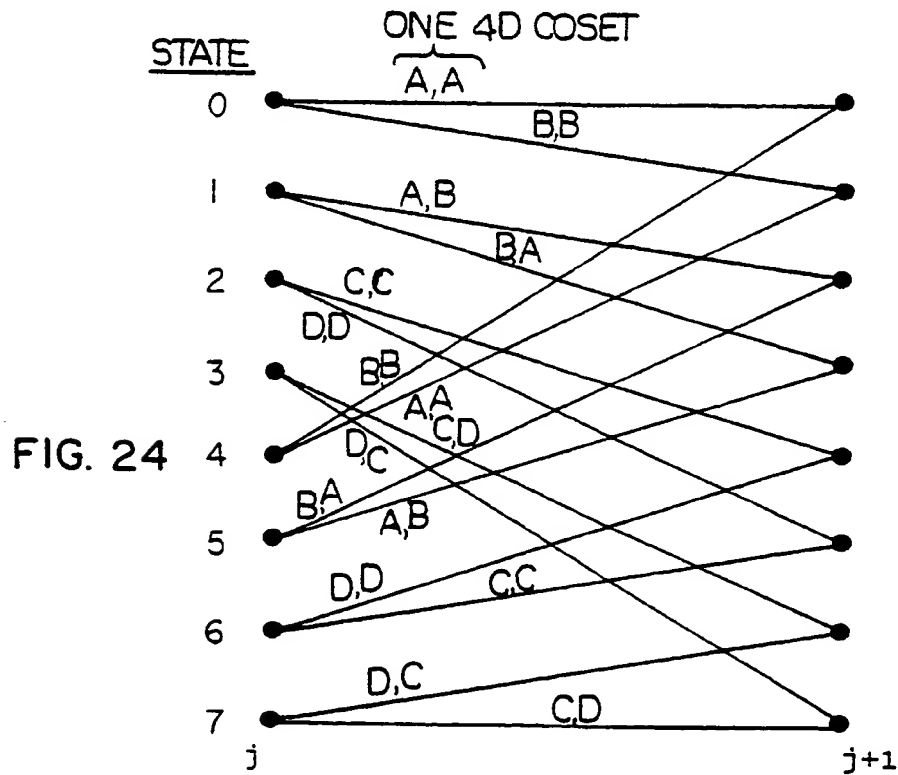 ONE 4D COSET
STATE
A,A
0
B,B
1
A,B
B,A
2
C,C
D,D
3
B,B
A,A
C,D
D,C
FIG. 24
4
B,A
5
A,B
D,D
C,C
6
D,C
7
C,D
j
j+1